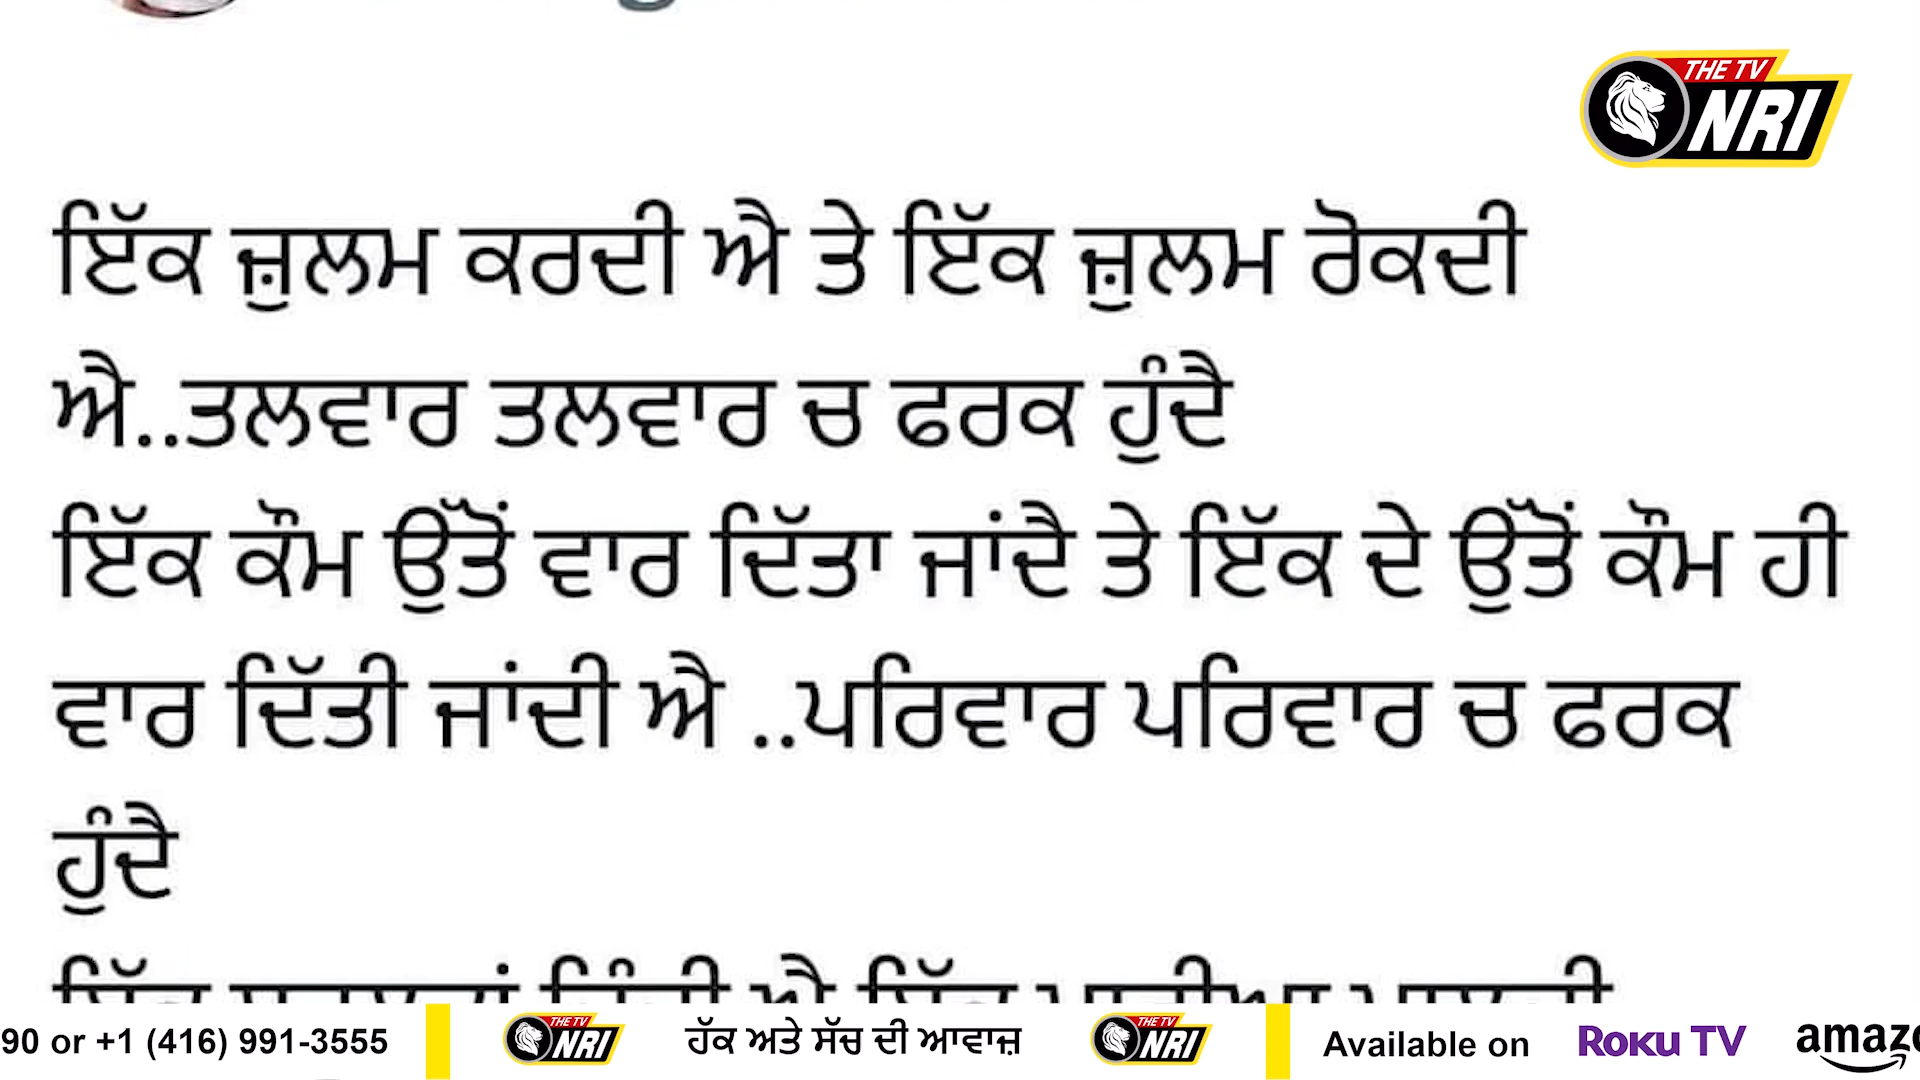 THE TV
NRI
ਇੱਕ ਜ਼ੁਲਮ ਕਰਦੀ ਐ ਤੇ ਇੱਕ ਜ਼ੁਲਮ ਰੋਕਦੀ
ਐ..ਤਲਵਾਰ ਤਲਵਾਰ ਚ ਫਰਕ ਹੁੰਦੈ
ਇੱਕ ਕੌਮ ਉੱਤੋਂ ਵਾਰ ਦਿੱਤਾ ਜਾਂਦੈ ਤੇ ਇੱਕ ਦੇ ਉੱਤੋਂ ਕੌਮ ਹੀ
ਵਾਰ ਦਿੱਤੀ ਜਾਂਦੀ ਐ ..ਪਰਿਵਾਰ ਪਰਿਵਾਰ ਚ ਫਰਕ
ਹੁੰਦੈ
90 or +1 (416) 991-3555 THE TV NRI ਹੱਕ ਅਤੇ ਸੱਚ ਦੀ ਆਵਾਜ਼ THE TV NRI Available on ROKU TV amazo